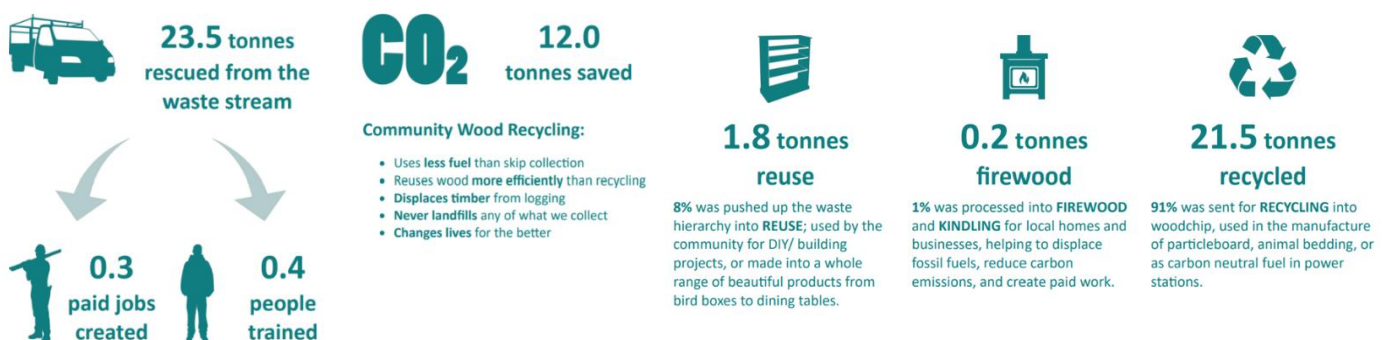 23.5 tonnes
rescued from the
waste stream
0.3
paid jobs
created
0.4
people
trained
CO2
12.0
tonnes saved
Community Wood Recycling:
• Uses less fuel than skip collection
• Reuses wood more efficiently than recycling
• Displaces timber from logging
• Never landfills any of what we collect
• Changes lives for the better
1.8 tonnes
reuse
8% was pushed up the waste
hierarchy into REUSE; used by the
community for DIY/ building
projects, or made into a whole
range of beautiful products from
bird boxes to dining tables.
0.2 tonnes
firewood
1% was processed into FIREWOOD
and KINDLING for local homes and
businesses, helping to displace
fossil fuels, reduce carbon
emissions, and create paid work.
21.5 tonnes
recycled
91% was sent for RECYCLING into
woodchip, used in the manufacture
of particleboard, animal bedding, or
as carbon neutral fuel in power
stations.